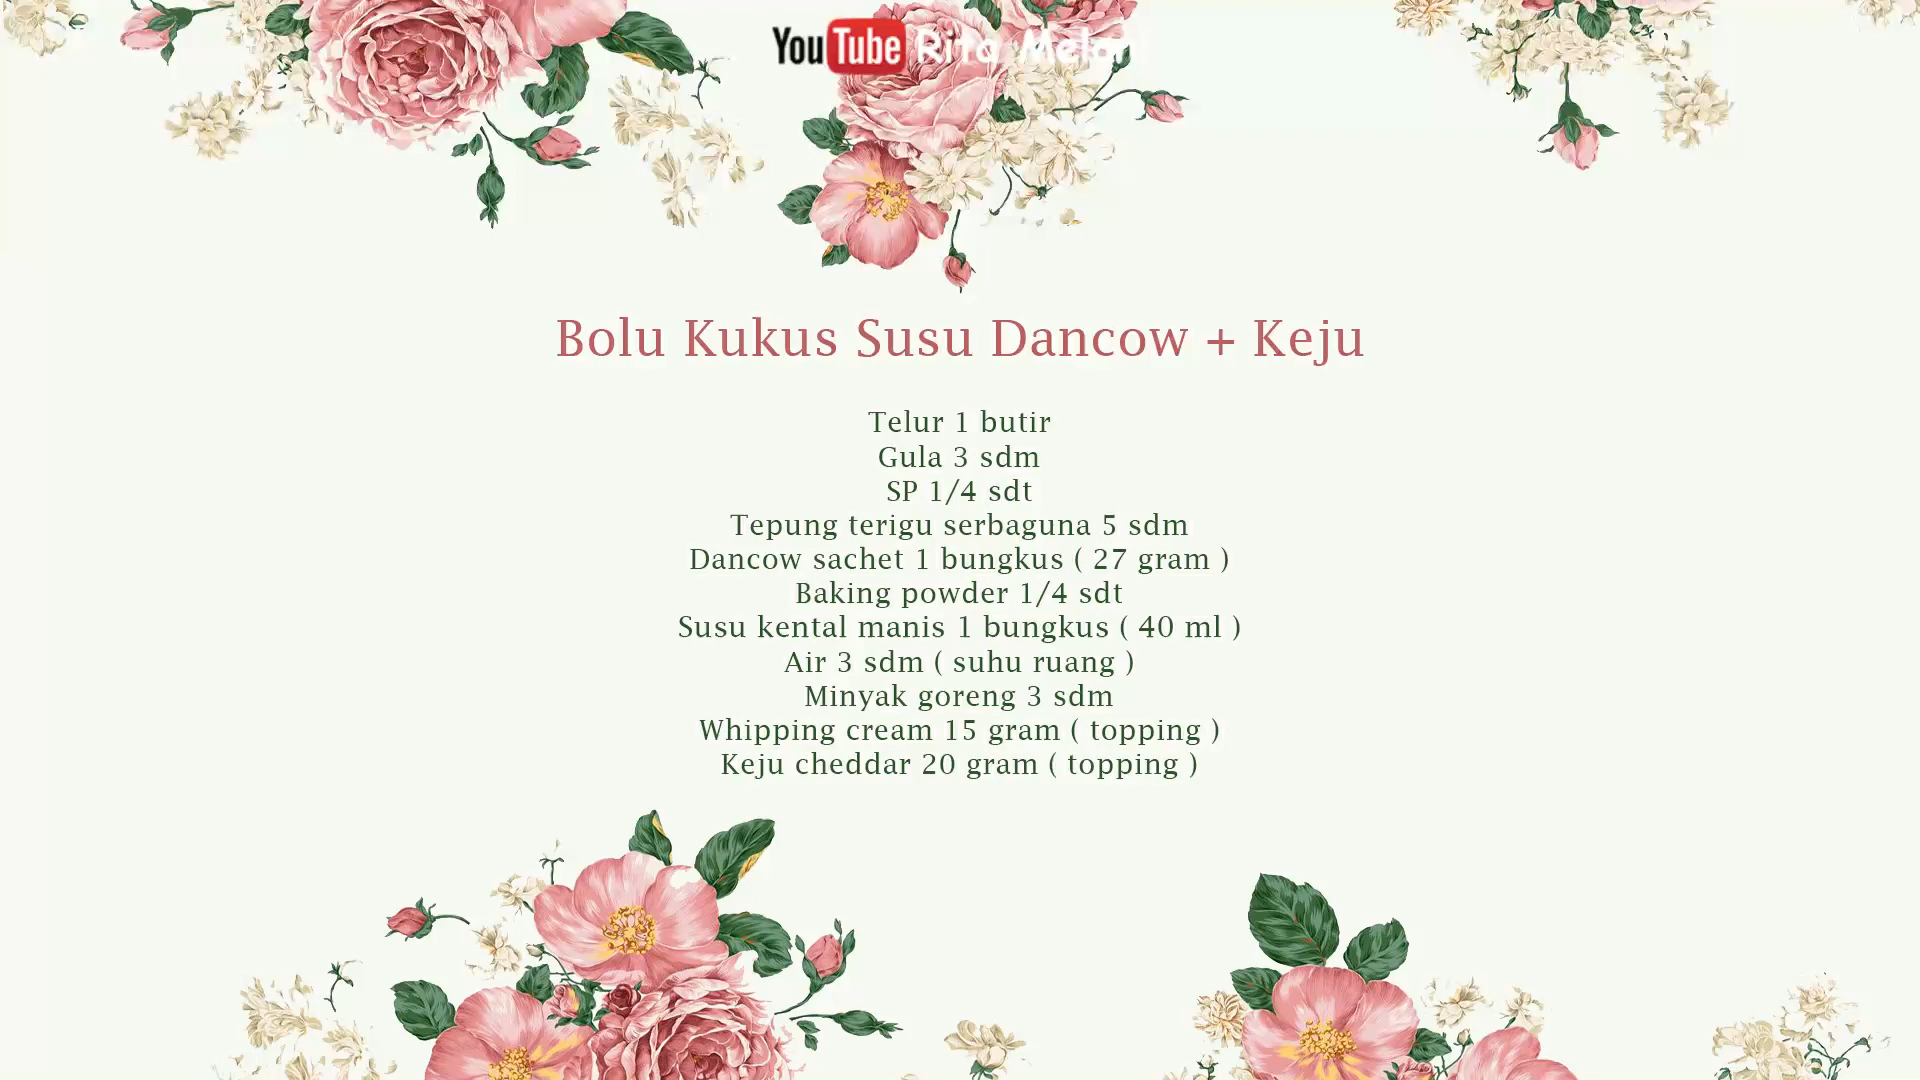 YouTube Rita Melani
Bolu Kukus Susu Dancow + Keju
Telur 1 butir
Gula 3 sdm
SP 1/4 sdt
Tepung terigu serbaguna 5 sdm
Dancow sachet 1 bungkus ( 27 gram )
Baking powder 1/4 sdt
Susu kental manis 1 bungkus ( 40 ml )
Air 3 sdm ( suhu ruang )
Minyak goreng 3 sdm
Whipping cream 15 gram ( topping )
Keju cheddar 20 gram ( topping )